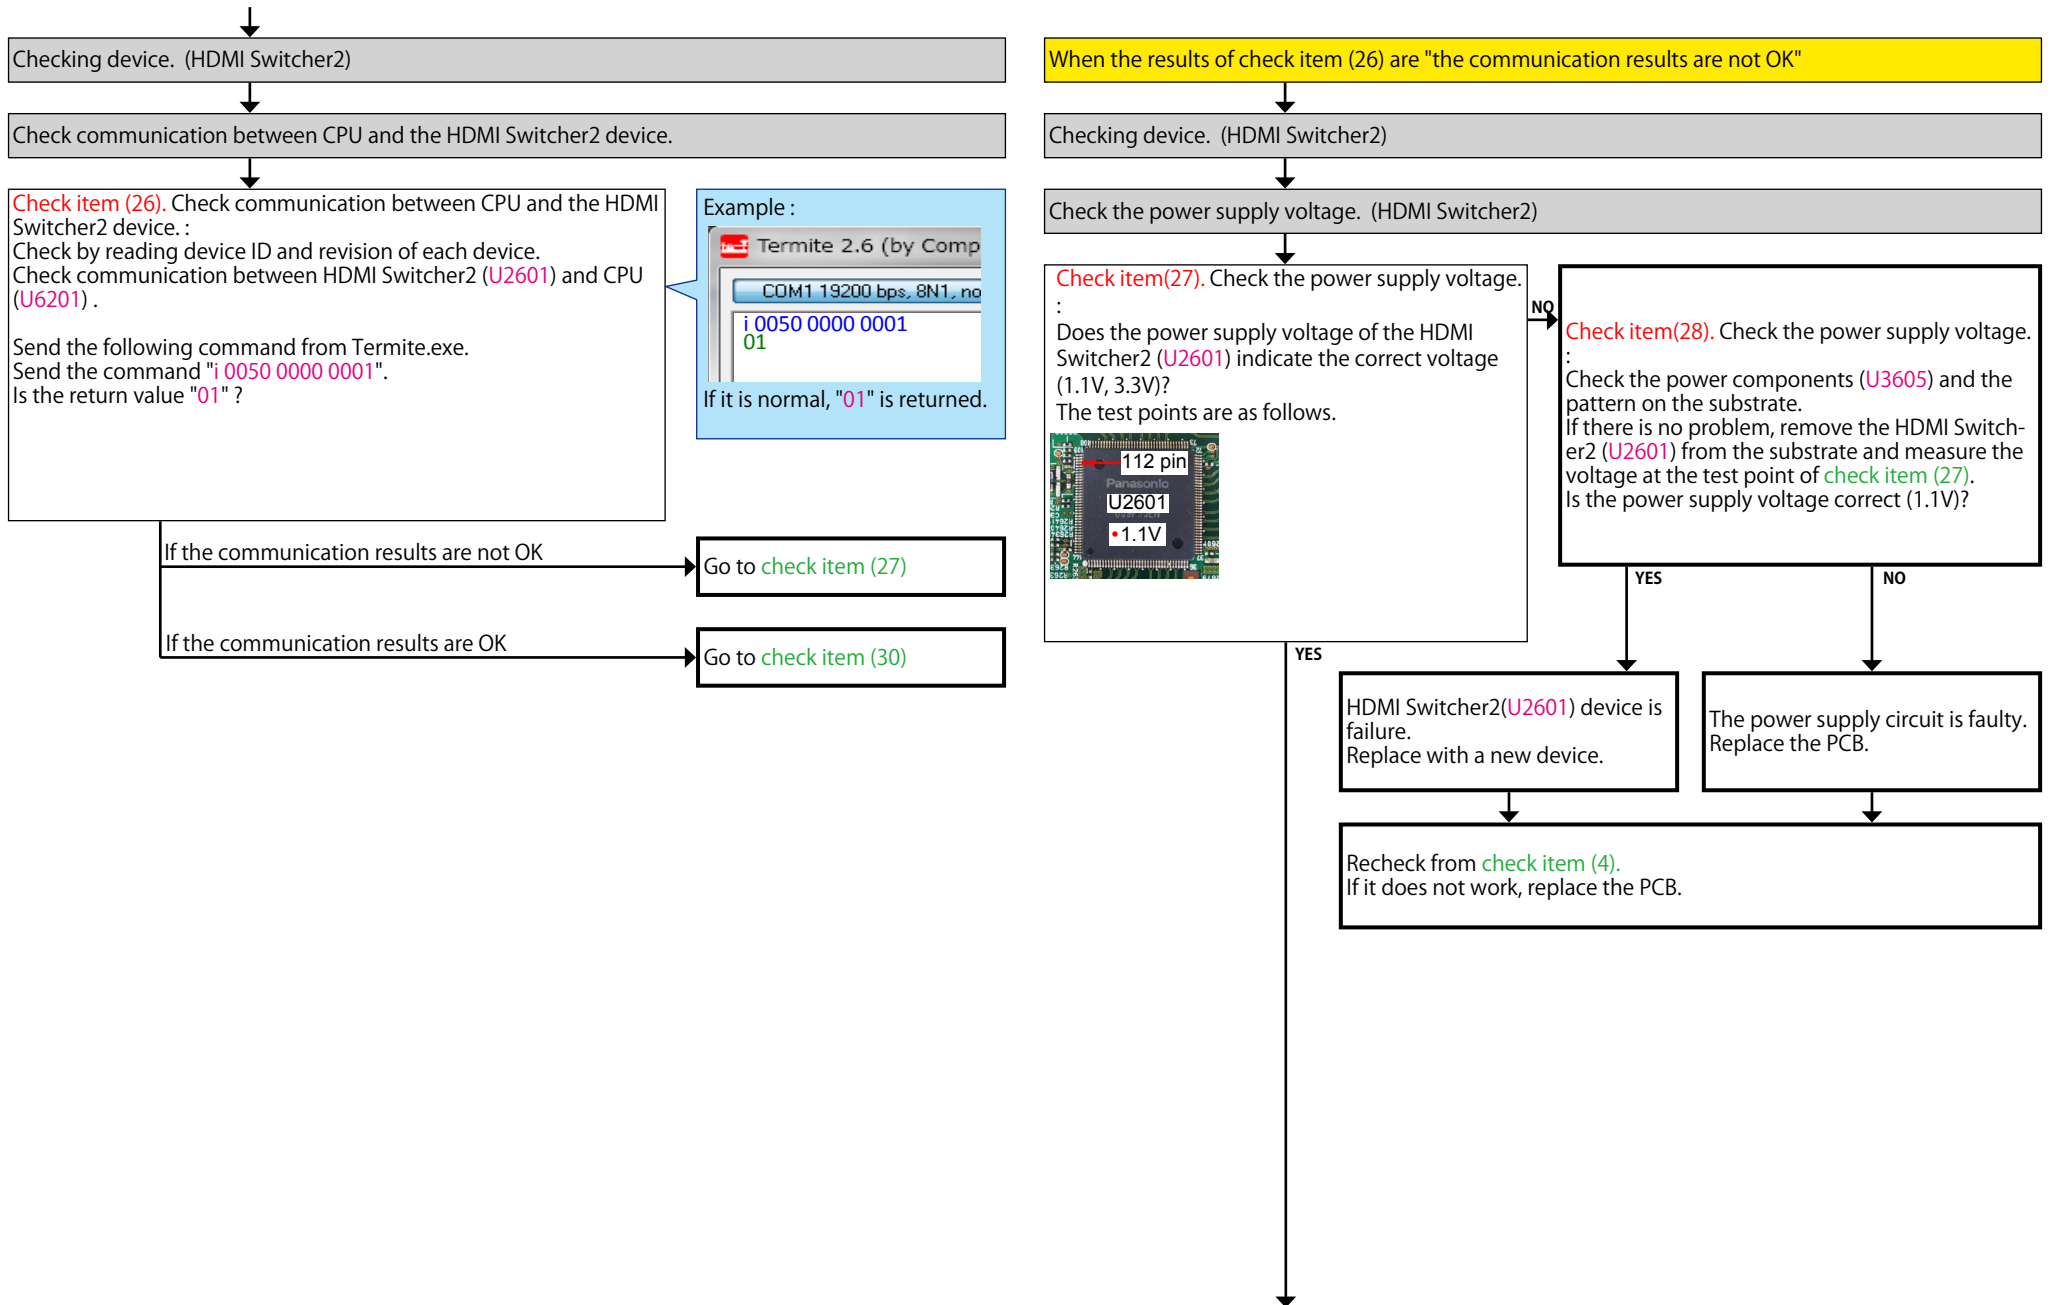 Checking device. (HDMI Switcher2)
Check communication between CPU and the HDMI Switcher2 device.
Check item (26). Check communication between CPU and the HDMI
Switcher2 device. :
Check by reading device ID and revision of each device.
Check communication between HDMI Switcher2 (U2601) and CPU
(U6201) .
Send the following command from Termite.exe.
Send the command "i 0050 0000 0001".
Is the return value "01" ?
Example :
Termite 2.6 (by Comp
COM1 19200 bps, 8N1, no
i 0050 0000 0001
01
If it is normal, "01" is returned.
If the communication results are not OK
Go to check item (27)
If the communication results are OK
Go to check item (30)
When the results of check item (26) are "the communication results are not OK"
Checking device. (HDMI Switcher2)
Check the power supply voltage. (HDMI Switcher2)
Check item(27). Check the power supply voltage.
:
Does the power supply voltage of the HDMI
Switcher2 (U2601) indicate the correct voltage
(1.1V, 3.3V)?
The test points are as follows.
112 pin
Panasonic
U2601
1.1V
NO
Check item(28). Check the power supply voltage.
:
Check the power components (U3605) and the
pattern on the substrate.
If there is no problem, remove the HDMI Switch-
er2 (U2601) from the substrate and measure the
voltage at the test point of check item (27).
Is the power supply voltage correct (1.1V)?
YES
NO
YES
HDMI Switcher2(U2601) device is
failure.
Replace with a new device.
The power supply circuit is faulty.
Replace the PCB.
Recheck from check item (4).
If it does not work, replace the PCB.